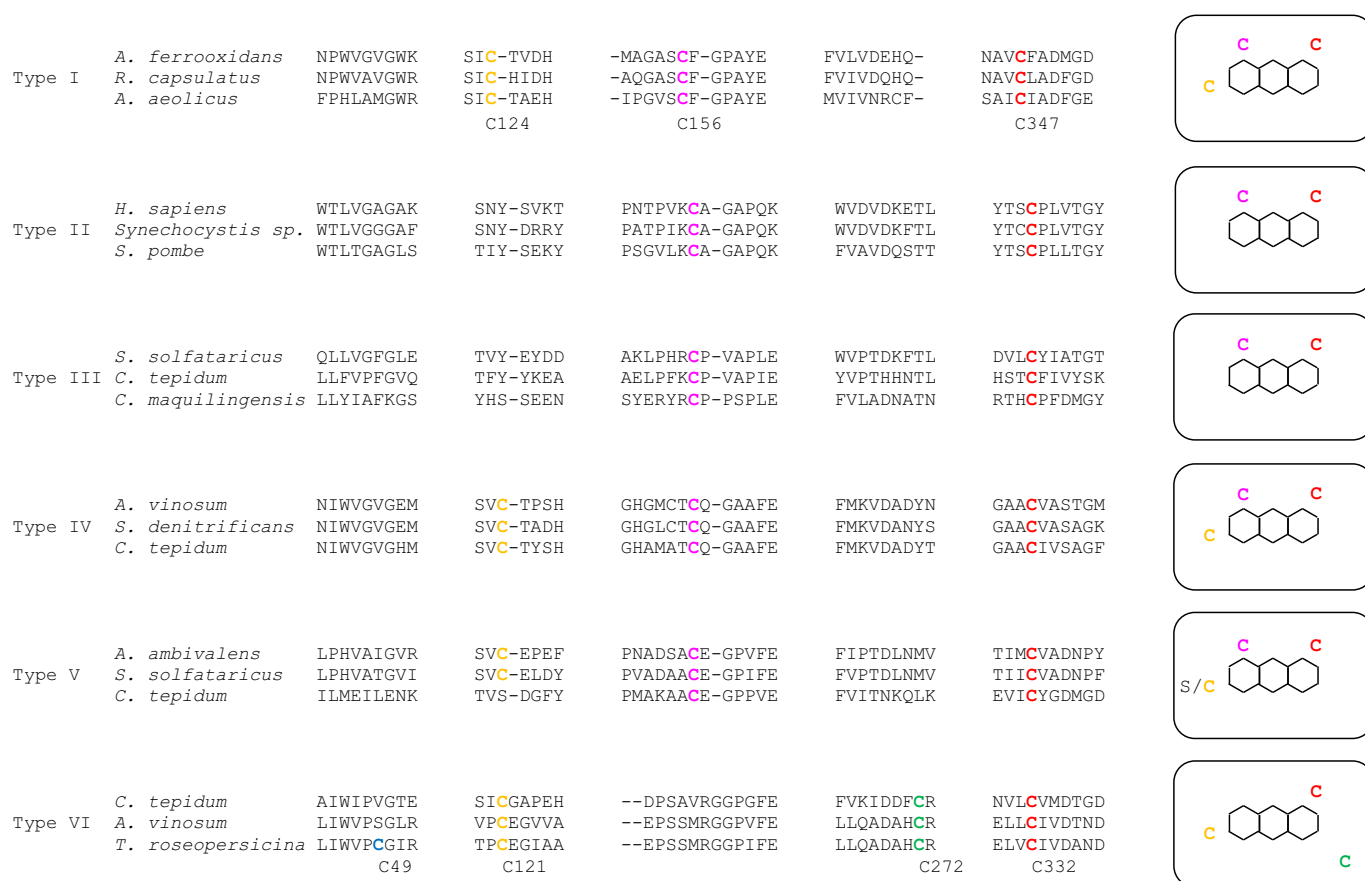 A. ferrooxidans NPWVGVGWK SIC-TVDH -MAGASCF-GPAYE FVLVDEHQ- NAVCFADMGD C C
Type I R. capsulatus NPWVAVGWR SIC-HIDH -AQGASCF-GPAYE FVIVDQHQ- NAVCLADFGD
A. aeolicus FPHLAMGWR SIC-TAEH -IPGVSCF-GPAYE MVIVNRCF- SAICIADFGE C
C124 C156 C347
H. sapiens WTLVGAGAK SNY-SVKT PNTPVKCA-GAPQK WVDVDKETL YTSCPLVTGY C C
Type II Synechocystis sp. WTLVGGGAF SNY-DRRY PATPIKCA-GAPQK WVDVDKFTL YTCCPLVTGY
S. pombe WTLTGAGLS TIY-SEKY PSGVLKCA-GAPQK FVAVDQSTT YTSCPLLTGY
S. solfataricus QLLVGFGLE TVY-EYDD AKLPHRCP-VAPLE WVPTDKFTL DVLCYIATGT C C
Type III C. tepidum LLFVPFGVQ TFY-YKEA AELPFKCP-VAPIE YVPTHHNTL HSTCFIVYSK
C. maquilingensis LLYIAFKGS YHS-SEEN SYERYRCP-PSPLE FVLADNATN RTHCPFDMGY
A. vinosum NIWVGVGEM SVC-TPSH GHGMCTCQ-GAAFE FMKVDADYN GAACVASTGM C C
Type IV S. denitrificans NIWVGVGEM SVC-TADH GHGLCTCQ-GAAFE FMKVDANYS GAACVASAGK
C. tepidum NIWVGVGHM SVC-TYSH GHAMATCQ-GAAFE FMKVDADYT GAACIVSAGF C
A. ambivalens LPHVAIGVR SVC-EPEF PNADSACE-GPVFE FIPTDLNMV TIMCVADNPY C C
Type V S. solfataricus LPHVATGVI SVC-ELDY PVADAACE-GPIFE FVPTDLNMV TIICVADNPF S/C
C. tepidum ILMEILENK TVS-DGFY PMAKAACE-GPPVE FVITNKQLK EVICYGDMGD
C. tepidum AIWIPVGTE SICGAPEH --DPSAVRGGPGFE FVKIDDFCR NVLCVMDTGD C
Type VI A. vinosum LIWVPSGLR VPCEGVVA --EPSSMRGGPVFE LLQADAHCR ELLCIVDTND C
T. roseopersicina LIWVPCGIR TPCEGIAA --EPSSMRGGPIFE LLQADAHCR ELVCIVDAND
C49 C121 C272 C332 C